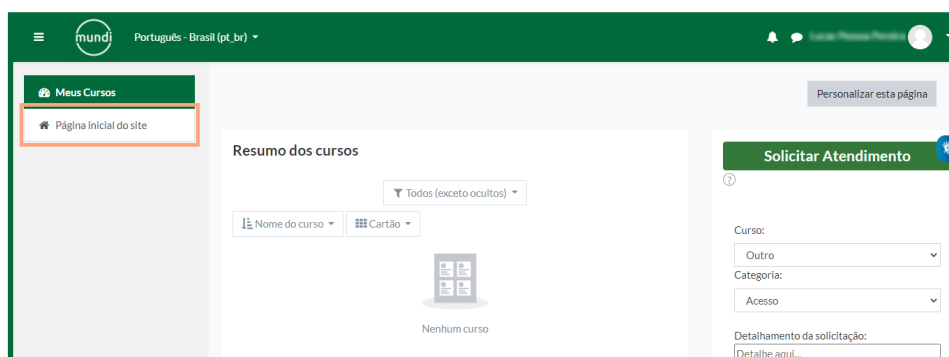 mundi
Português - Brasil (pt_br)
Meus Cursos
Página inicial do site
Personalizar esta página
Resumo dos cursos
Todos (exceto ocultos)
Nome do curso
Cartão
Nenhum curso
Solicitar Atendimento
?
Curso:
Outro
Categoria:
Acesso
Detalhamento da solicitação:
Detalhe aqui...